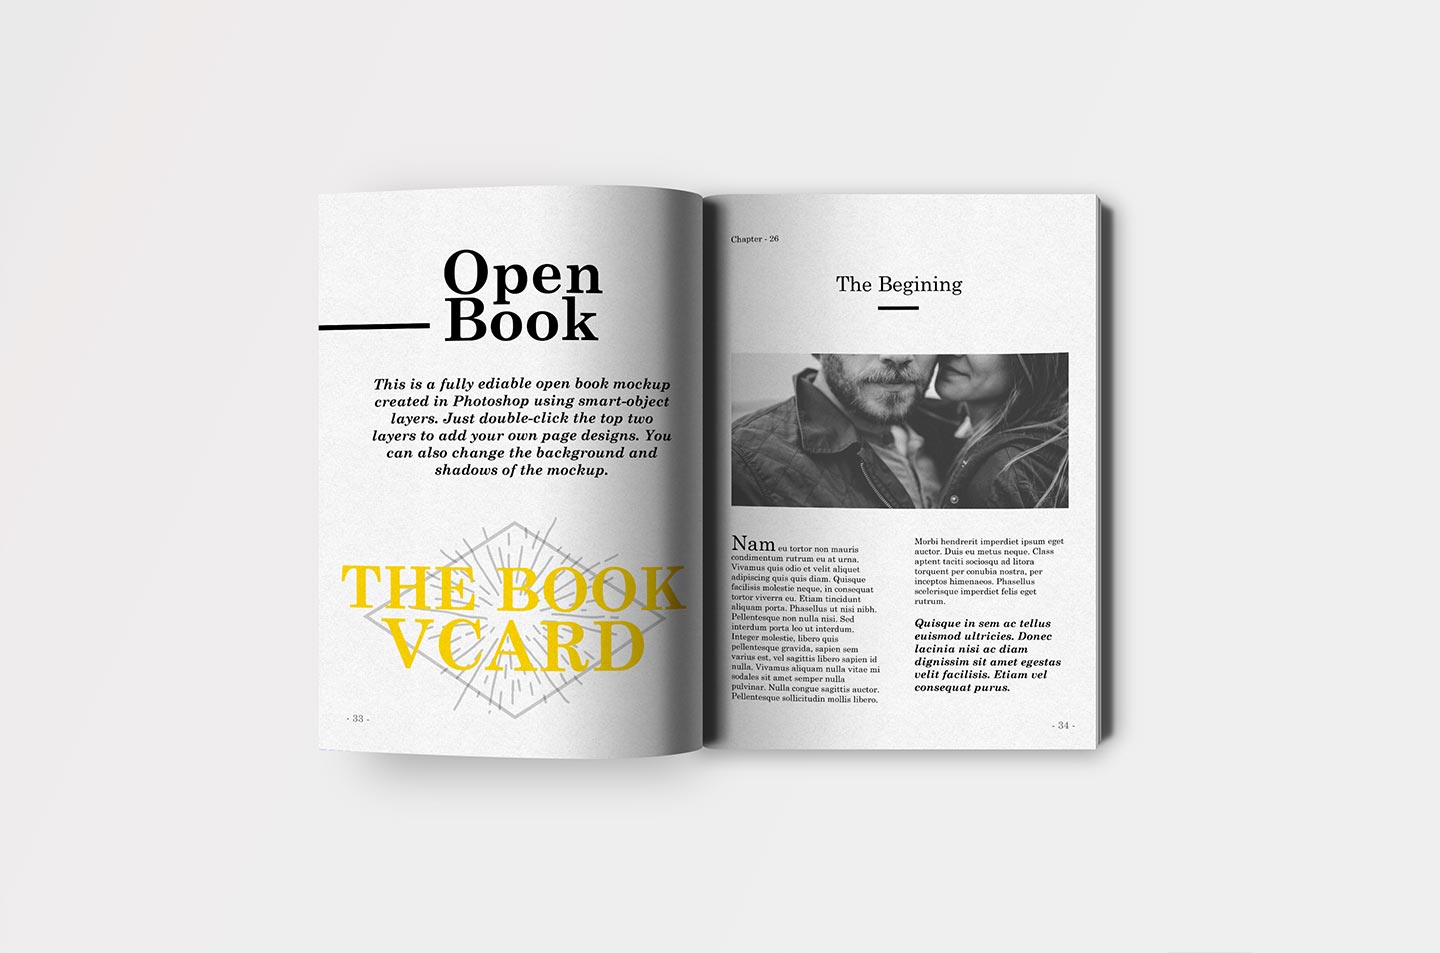 Open
Book
This is a fully ediable open book mockup
created in Photoshop using smart-object
layers. Just double-click the top two
layers to add your own page designs. You
can also change the background and
shadows of the mockup.
THE BOOK
VCARD
- 33 -
Chapter - 26
The Begining
Nam eu tortor non mauris
condimentum rutrum eu at urna.
Vivamus quis odio et velit aliquet
adipiscing quis quis diam. Quisque
facilisis molestie neque, in consequat
tortor viverra eu. Etiam tincidunt
aliquam porta. Phasellus ut nisi nibh.
Pellentesque non nulla nisi. Sed
interdum porta leo ut interdum.
Integer molestie, libero quis
pellentesque gravida, sapien sem
varius est, vel sagittis libero sapien id
nulla. Vivamus aliquam nulla vitae mi
sodales sit amet semper nulla
pulvinar. Nulla congue sagittis auctor.
Pellentesque sollicitudin mollis libero.
Morbi hendrerit imperdiet ipsum eget
auctor. Duis eu metus neque. Class
aptent taciti sociosqu ad litora
torquent per conubia nostra, per
inceptos himenaeos. Phasellus
scelerisque imperdiet felis eget
rutrum.
Quisque in sem ac tellus
euismod ultricies. Donec
lacinia nisi ac diam
dignissim sit amet egestas
velit facilisis. Etiam vel
consequat purus.
- 34 -